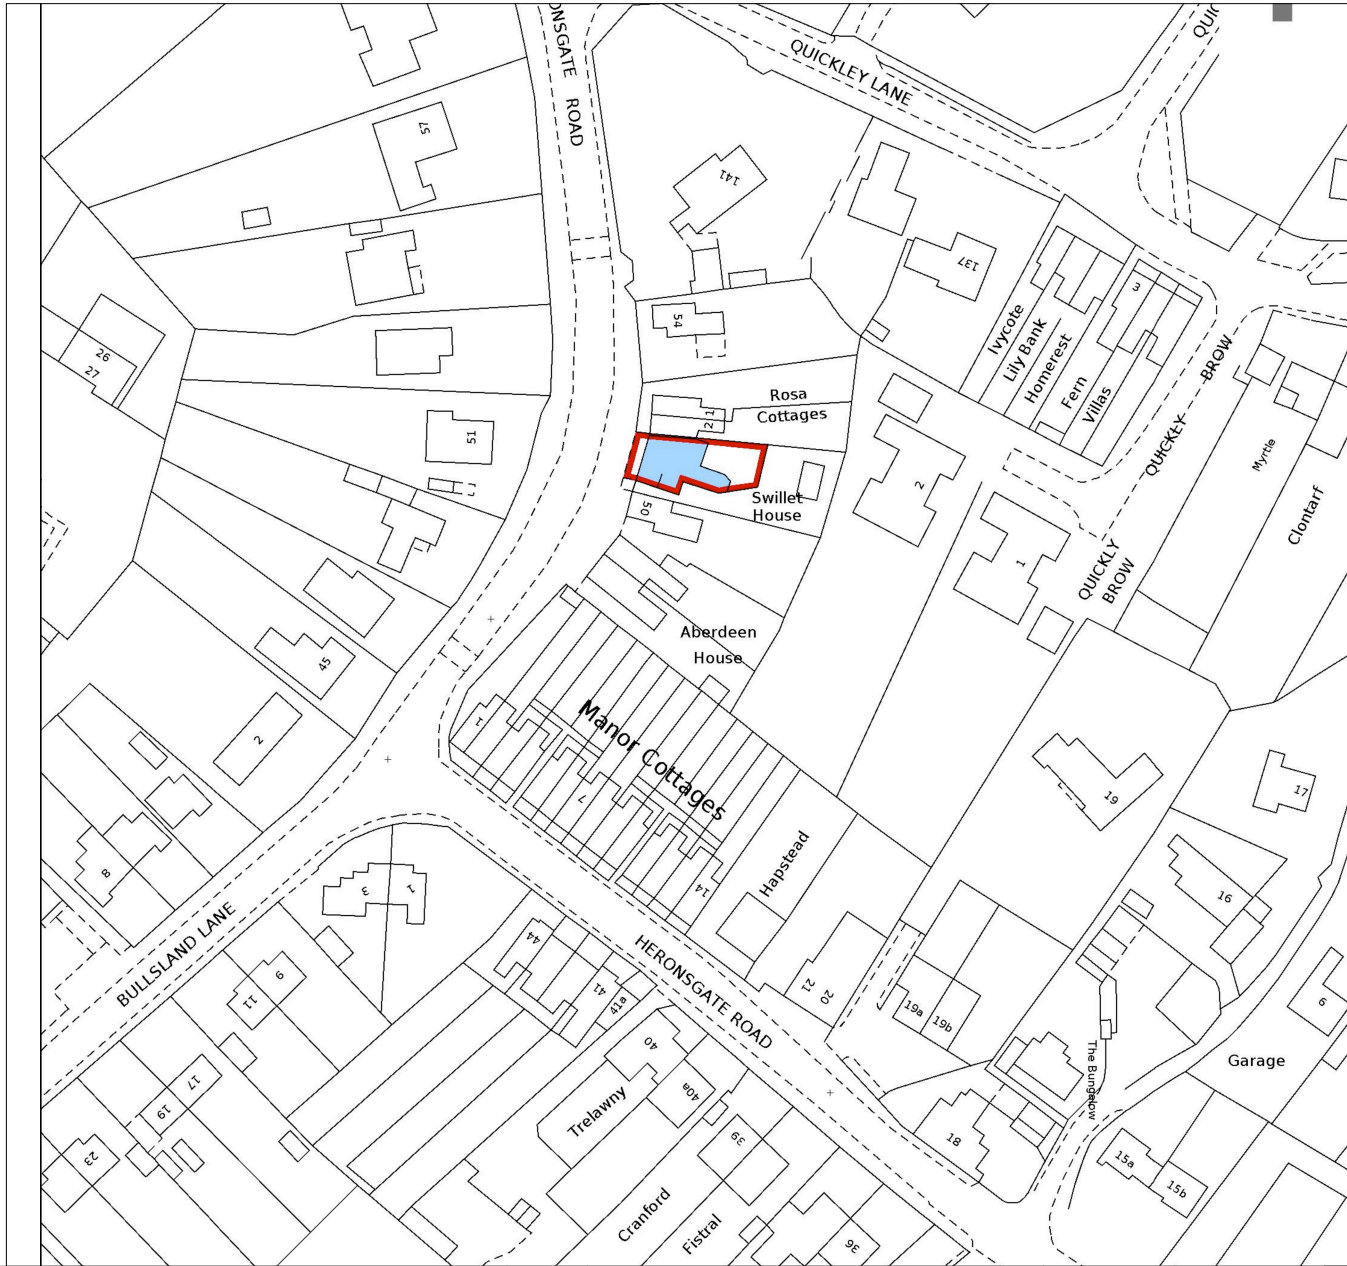 ONSGATE ROAD
QUICKLEY LANE
QUIC
57
141
137
3
54
Ivycote
Lily Bank
Homerest
Fern
Villas
QUICKLY BROW
26
27
51
Rosa
Cottages
2 1
Swillet
House
50
2
1
QUICKLY
BROW
Myrtle
Clontarf
Aberdeen
House
45
2
1
Manor Cottages
7
14
Hapstead
19
17
16
8
3
1
BULLSLAND LANE
HERONSGATE ROAD
44
41
41a
21
20
19a
19b
9
11
6
Garage
The Bungalow
40
40a
Trelawny
39
17
19
23
18
15a
15b
Cranford
Fistral
36